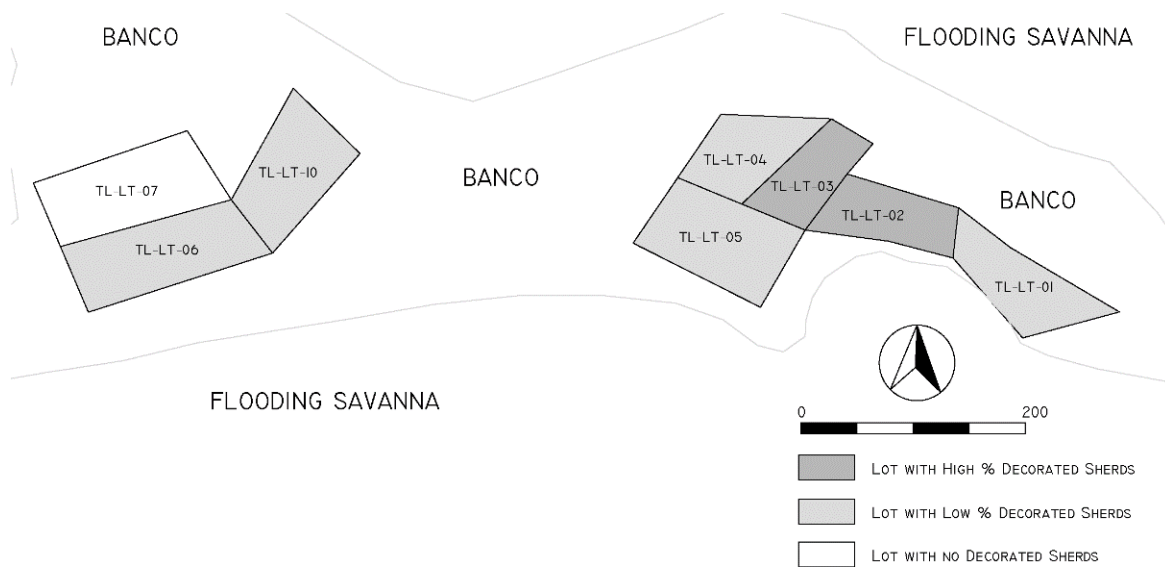 BANCO
FLOODING SAVANNA
TL-LT-04
TL-LT-10
BANCO
TL-LT-03
TL-LT-07
BANCO
TL-LT-02
TL-LT-05
TL-LT-06
TL-LT-01
FLOODING SAVANNA
0 200
LOT WITH HIGH % DECORATED SHERDS
LOT WITH LOW % DECORATED SHERDS
LOT WITH NO DECORATED SHERDS